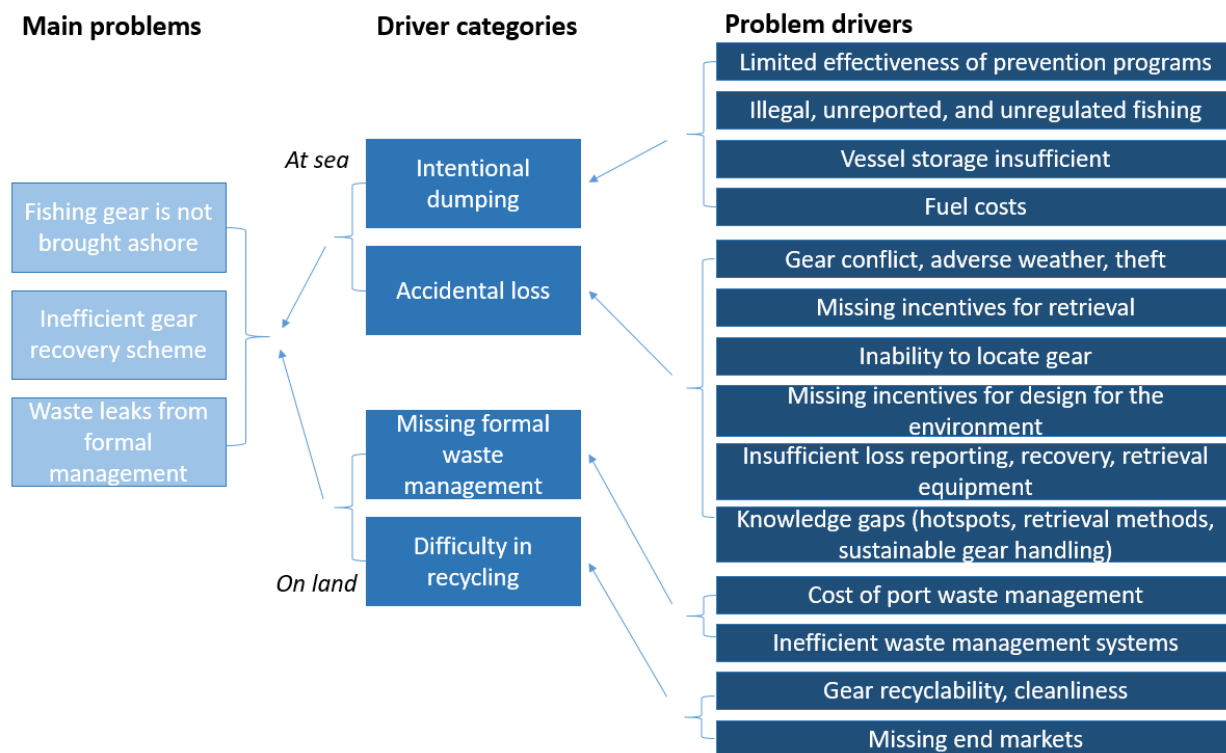 Main problems
Driver categories
Problem drivers
Fishing gear is not
brought ashore
Inefficient gear
recovery scheme
Waste leaks from
formal
management
At sea
Intentional
dumping
Accidental loss
Missing formal
waste
management
Difficulty in
recycling
On land
Limited effectiveness of prevention programs
Illegal, unreported, and unregulated fishing
Vessel storage insufficient
Fuel costs
Gear conflict, adverse weather, theft
Missing incentives for retrieval
Inability to locate gear
Missing incentives for design for the
environment
Insufficient loss reporting, recovery, retrieval
equipment
Knowledge gaps (hotspots, retrieval methods,
sustainable gear handling)
Cost of port waste management
Inefficient waste management systems
Gear recyclability, cleanliness
Missing end markets